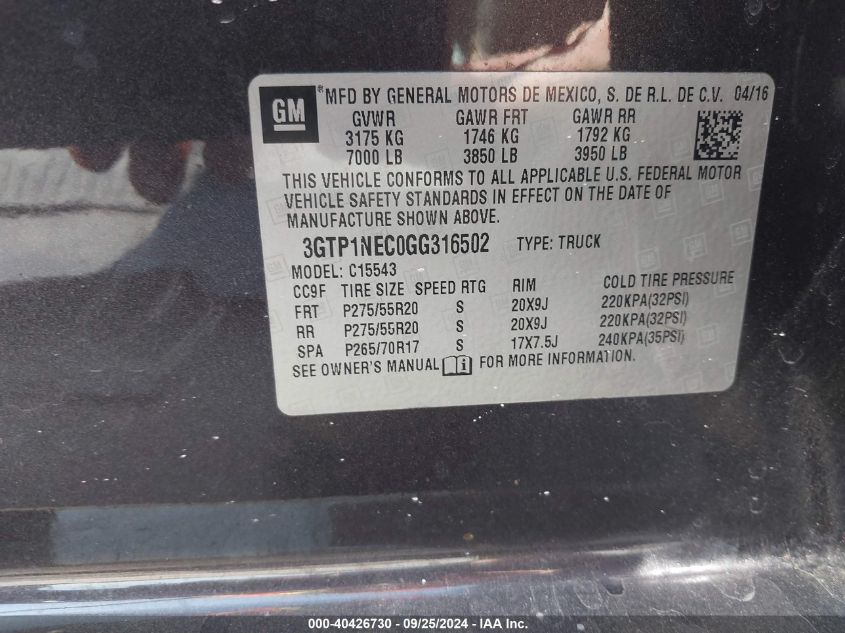 GM ® MFD BY GENERAL MOTORS DE MEXICO, S. DE R.L. DE C.V. 04/16
GVWR GAWR FRT GAWR RR
3175 KG 1746 KG 1792 KG
7000 LB 3850 LB 3950 LB
THIS VEHICLE CONFORMS TO ALL APPLICABLE U.S. FEDERAL MOTOR
VEHICLE SAFETY STANDARDS IN EFFECT ON THE DATE OF
MANUFACTURE SHOWN ABOVE.
3GTP1NEC0GG316502 TYPE: TRUCK
MODEL: C15543
CC9F TIRE SIZE SPEED RTG RIM COLD TIRE PRESSURE
FRT P275/55R20 S 20X9J 220KPA(32PSI)
RR P275/55R20 S 20X9J 220KPA(32PSI)
SPA P265/70R17 S 17X7.5J 240KPA(35PSI)
SEE OWNER'S MANUAL i FOR MORE INFORMATION.
000-40426730 - 09/25/2024 - IAA Inc.